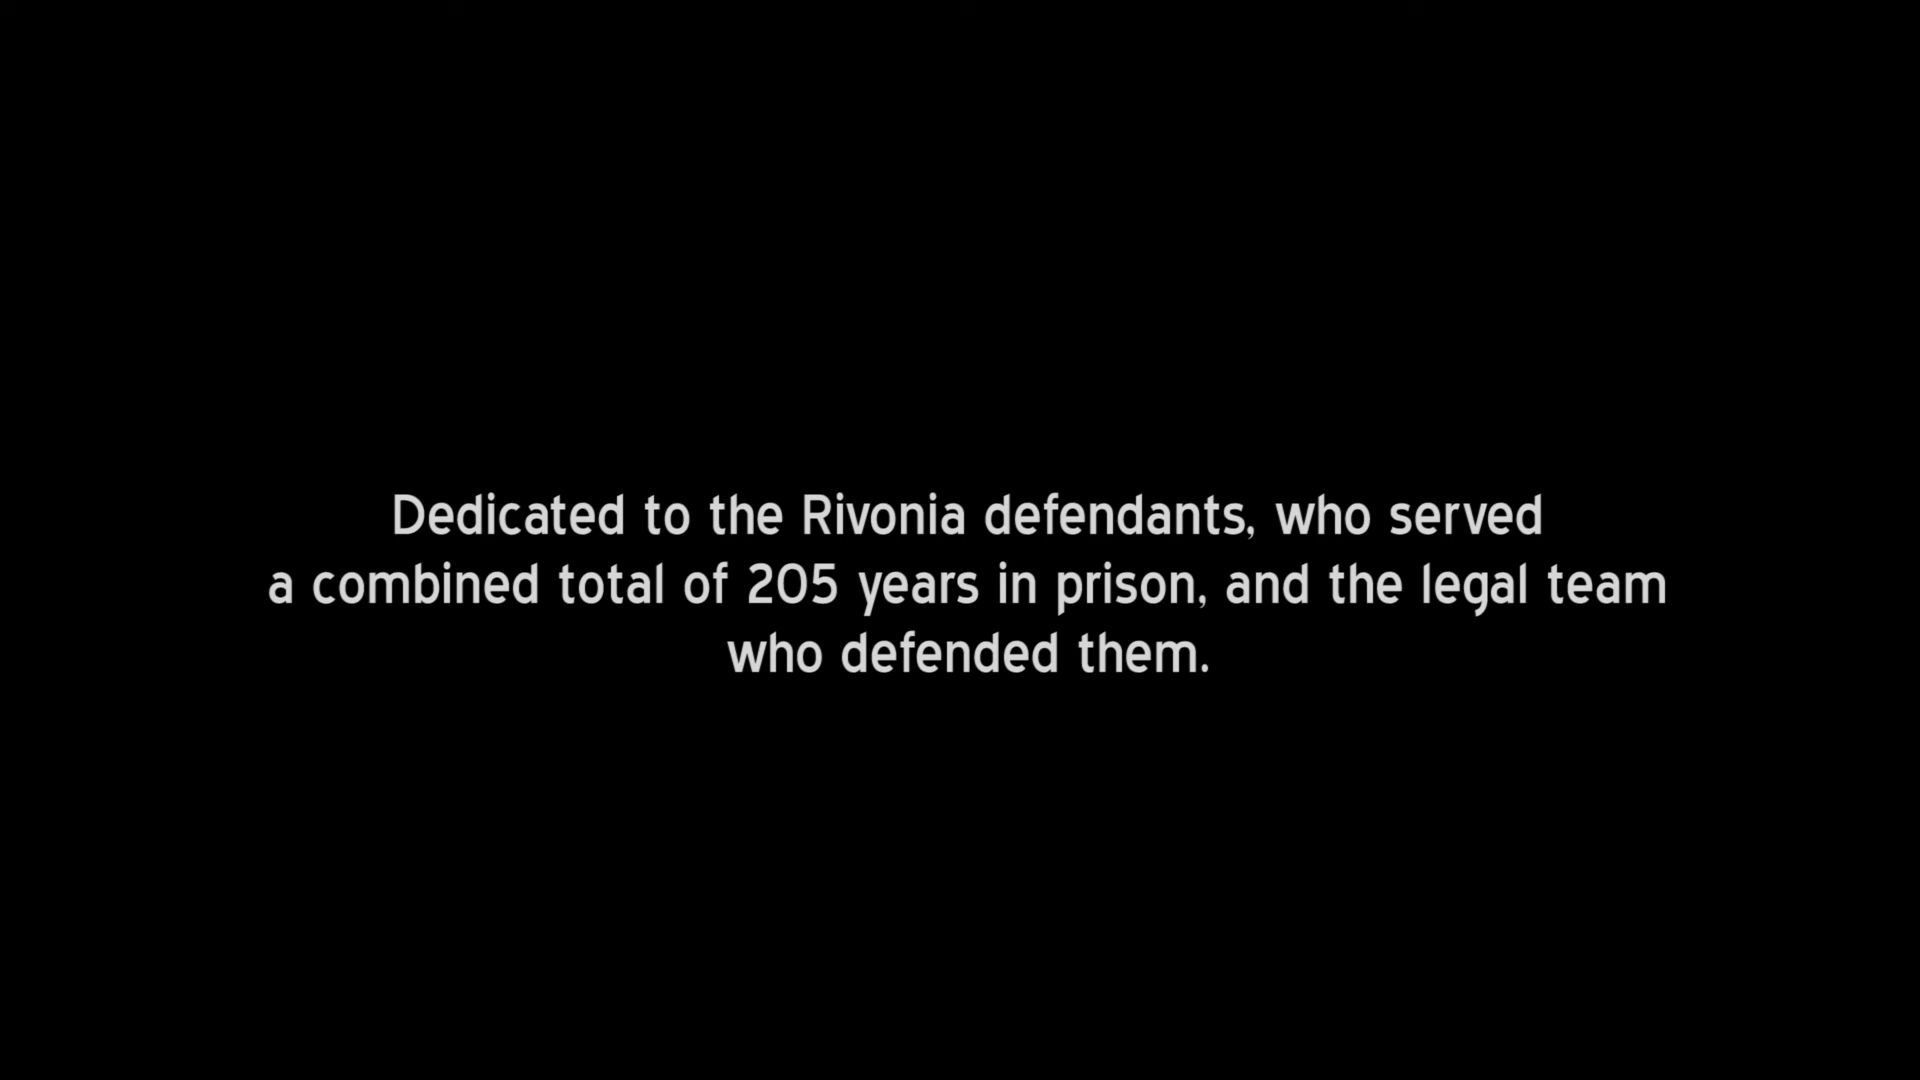 Dedicated to the Rivonia defendants, who served
a combined total of 205 years in prison, and the legal team
who defended them.